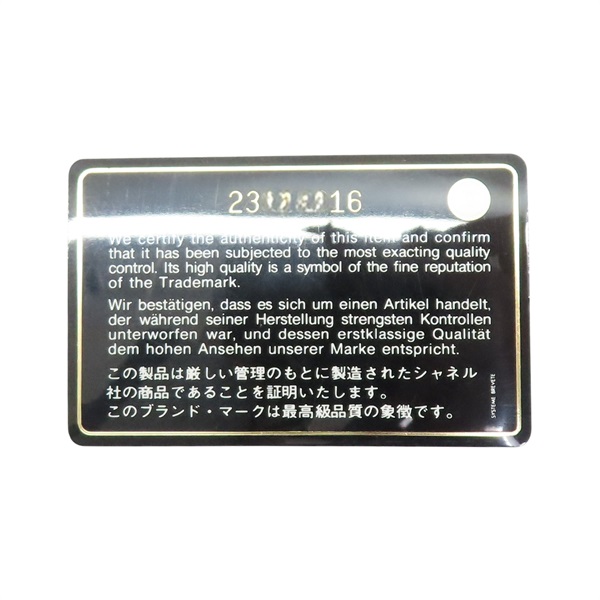 23 16
We certify the authenticity of this item and confirm
that it has been subjected to the most exacting quality
control. Its high quality is a symbol of the fine reputation
of the Trademark.
Wir bestätigen, dass es sich um einen Artikel handelt,
der während seiner Herstellung strengsten Kontrollen
unterworfen war, und dessen erstklassige Qualität
dem hohen Ansehen unserer Marke entspricht.
この製品は厳しい管理のもとに製造されたシャネル
社の商品であることを証明いたします。
このブランド・マークは最高級品質の象徴です。
SYSTEME BREVETE